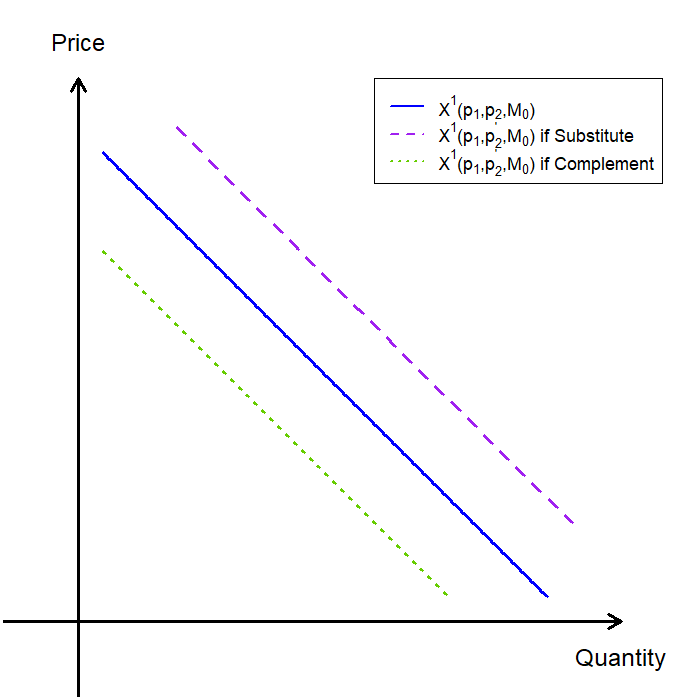 Price
X¹(p₁,p₂,M₀)
X¹(p₁,p₂',M₀) if Substitute
X¹(p₁,p₂',M₀) if Complement
Quantity